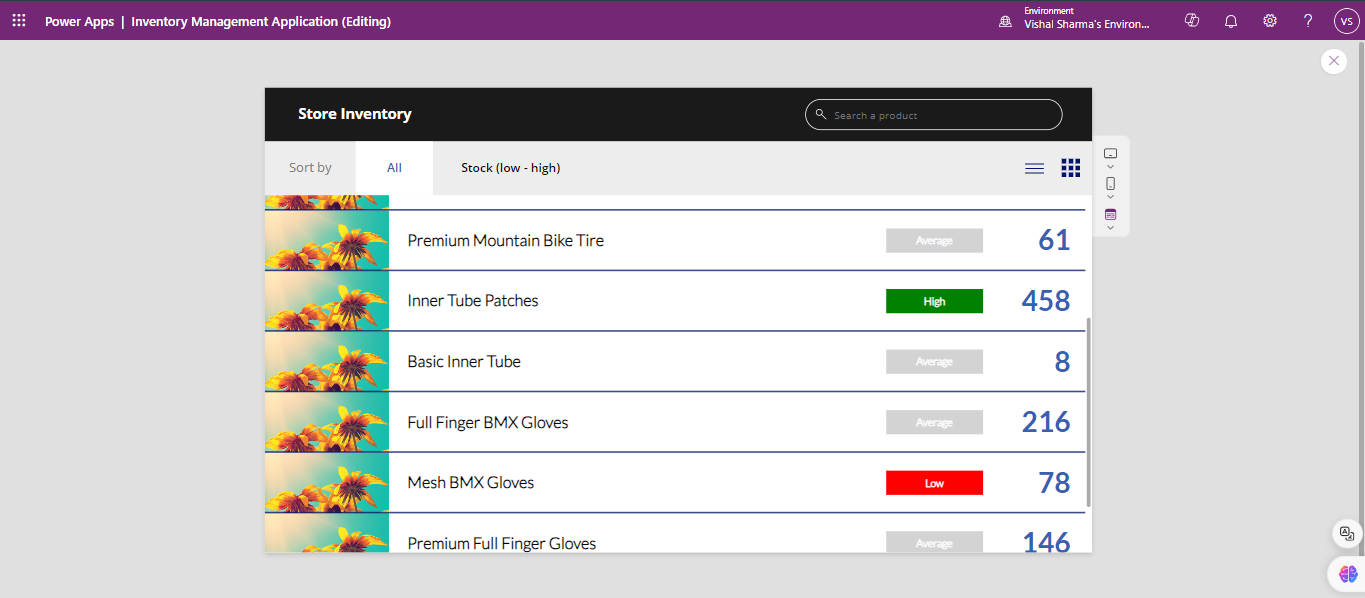 Power Apps | Inventory Management Application (Editing)
Environment
Vishal Sharma's Environ...
?
VS
Store Inventory
Search a product
Sort by
All
Stock (low - high)
Premium Mountain Bike Tire
Average
61
Inner Tube Patches
High
458
Basic Inner Tube
Average
8
Full Finger BMX Gloves
Average
216
Mesh BMX Gloves
Low
78
Premium Full Finger Gloves
Average
146